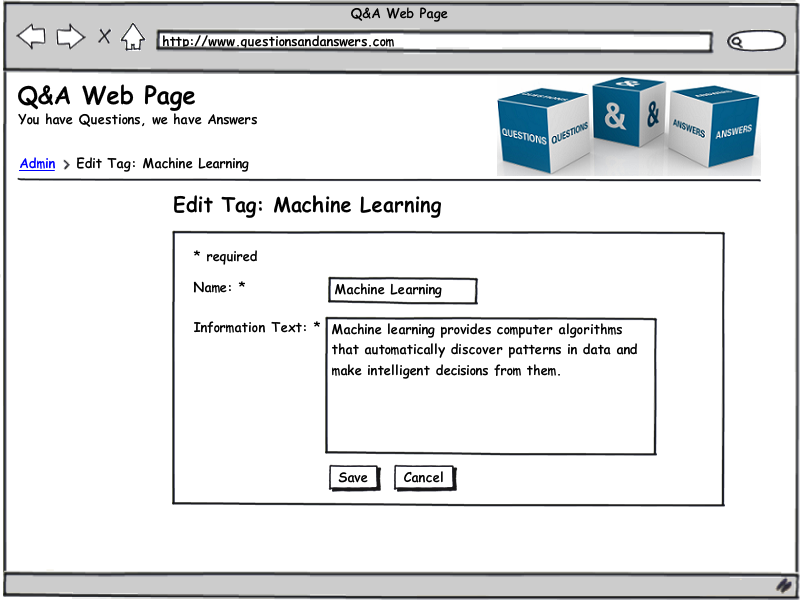 Q&A Web Page
http://www.questionsandanswers.com
Q&A Web Page
You have Questions, we have Answers
QUESTIONS QUESTIONS & & ANSWERS ANSWERS
QUESTIONS & ANSWERS
Admin > Edit Tag: Machine Learning
Edit Tag: Machine Learning
* required
Name: * Machine Learning
Information Text: * Machine learning provides computer algorithms
that automatically discover patterns in data and
make intelligent decisions from them.
Save Cancel